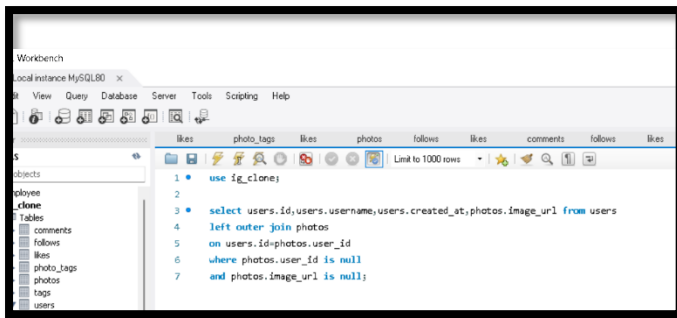 Workbench
Local instance MySQL80 ×
View Query Database Server Tools Scripting Help
likes photo_tags likes photos follows likes comments follows likes
Limit to 1000 rows
objects
1 use ig_clone;
2
3 select users.id,users.username,users.created_at,photos.image_url from users
4 left outer join photos
5 on users.id=photos.user_id
6 where photos.user_id is null
7 and photos.image_url is null;
ployee
_clone
Tables
comments
follows
likes
photo_tags
photos
tags
users